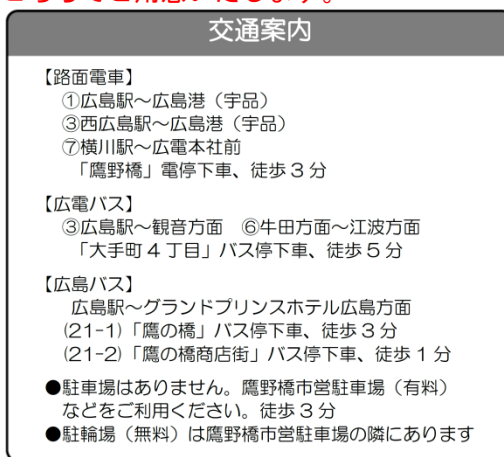 交通案内
【路面電車】
①広島駅～広島港（宇品）
③西広島駅～広島港（宇品）
⑦横川駅～広電本社前
「鷹野橋」電停下車、徒歩３分
【広電バス】
③広島駅～観音方面　⑥牛田方面～江波方面
「大手町４丁目」バス停下車、徒歩５分
【広島バス】
広島駅～グランドプリンスホテル広島方面
(21-1)「鷹の橋」バス停下車、徒歩３分
(21-2)「鷹の橋商店街」バス停下車、徒歩１分
●駐車場はありません。鷹野橋市営駐車場（有料）
などをご利用ください。徒歩３分
●駐輪場（無料）は鷹野橋市営駐車場の隣にあります